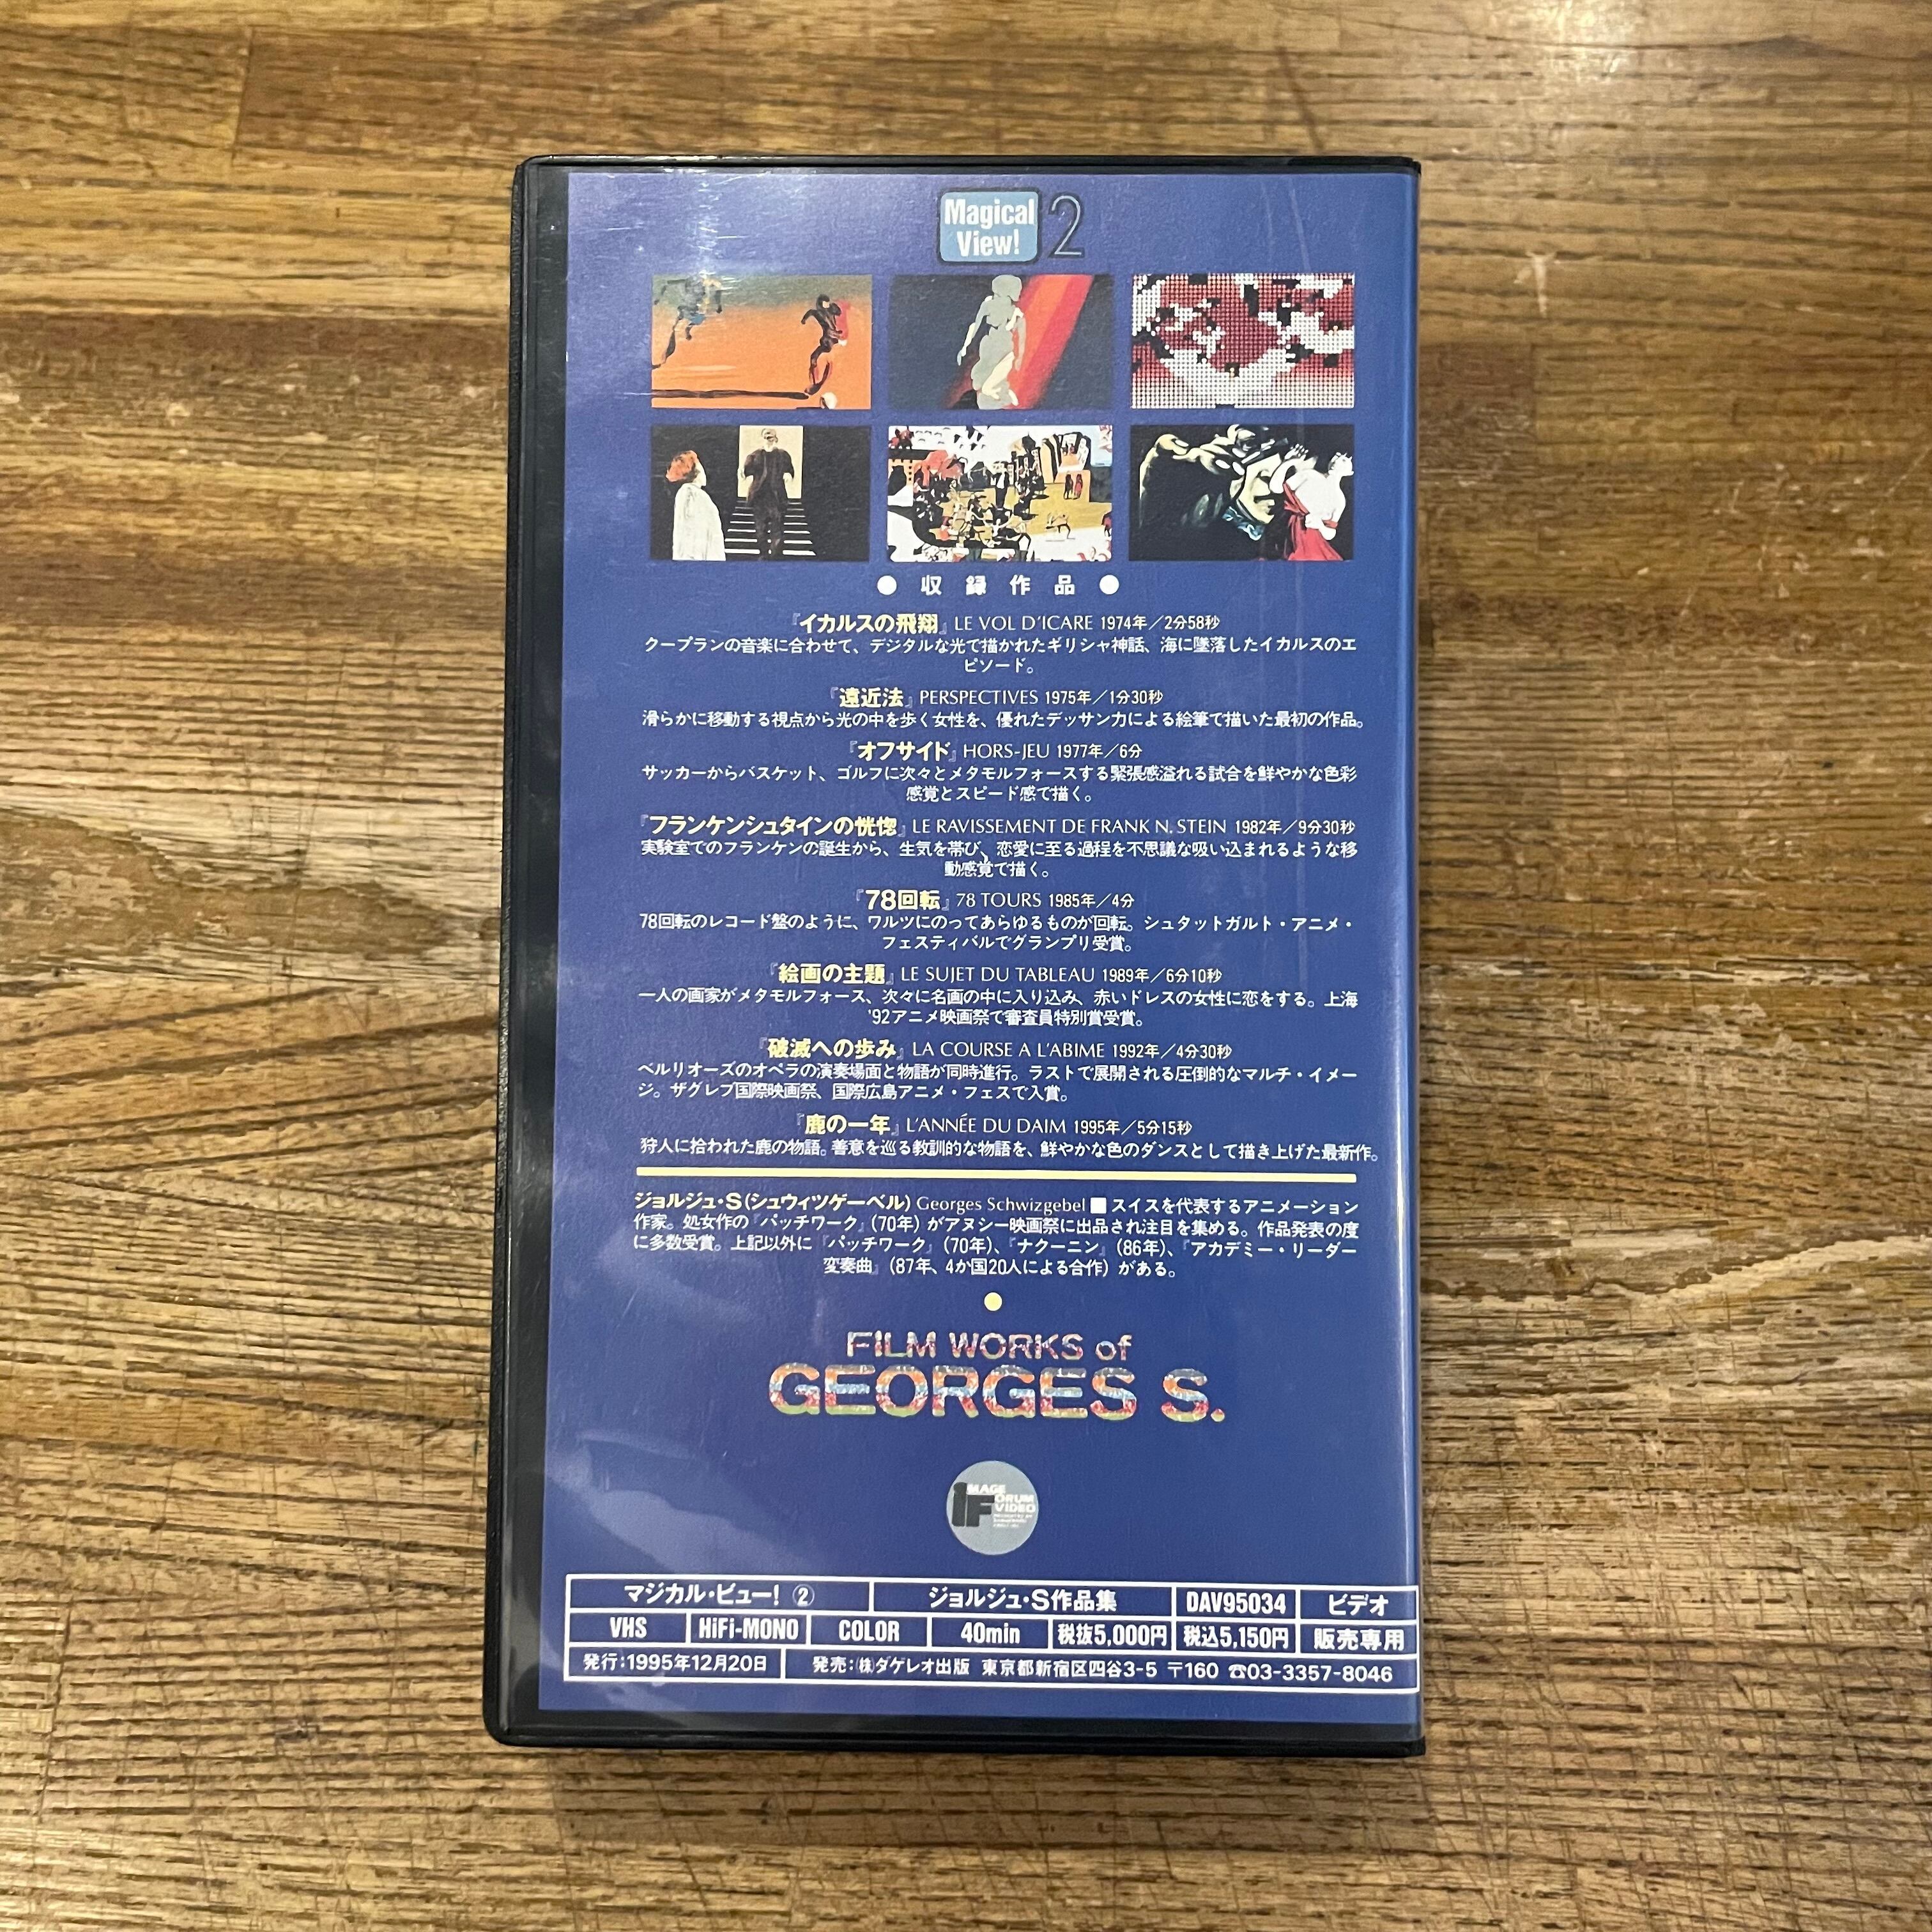 Magical
View! 2
● 収録作品 ●
『イカルスの飛翔』 LE VOL D'ICARE 1974年／2分58秒
クープランの音楽に合わせて、デジタルな光で描かれたギリシャ神話、海に墜落したイカルスのエ
ピソード。
『遠近法』 PERSPECTIVES 1975年／1分30秒
滑らかに移動する視点から光の中を歩く女性を、優れたデッサン力による絵筆で描いた最初の作品。
『オフサイド』 HORS-JEU 1977年／6分
サッカーからバスケット、ゴルフに次々とメタモルフォースする緊張感溢れる試合を鮮やかな色彩
感覚とスピード感で描く。
『フランケンシュタインの恍惚』 LE RAVISSEMENT DE FRANK N. STEIN 1982年／9分30秒
実験室でのフランケンの誕生から、生気を帯び、恋愛に至る過程を不思議な吸い込まれるような移
動感覚で描く。
『78回転』 78 TOURS 1985年／4分
78回転のレコード盤のように、ワルツにのってあらゆるものが回転。シュタットガルト・アニメ・
フェスティバルでグランプリ受賞。
『絵画の主題』 LE SUJET DU TABLEAU 1989年／6分10秒
一人の画家がメタモルフォース、次々に名画の中に入り込み、赤いドレスの女性に恋をする。上海
'92アニメ映画祭で審査員特別賞受賞。
『破滅への歩み』 LA COURSE A L'ABIME 1992年／4分30秒
ベルリオーズのオペラの演奏場面と物語が同時進行。ラストで展開される圧倒的なマルチ・イメー
ジ。ザグレブ国際映画祭、国際広島アニメ・フェスで入賞。
『鹿の一年』 L'ANNÉE DU DAIM 1995年／5分15秒
狩人に拾われた鹿の物語。善意を巡る教訓的な物語を、鮮やかな色のダンスとして描き上げた最新作。
ジョルジュ・S(シュウィツゲーベル) Georges Schwizgebel ■ スイスを代表するアニメーション
作家。処女作の『パッチワーク』(70年)がアヌシー映画祭に出品され注目を集める。作品発表の度
に多数受賞。上記以外に『パッチワーク』(70年)、『ナクーニン』(86年)、『アカデミー・リーダー
変奏曲』(87年、4か国20人による合作)がある。
FILM WORKS of
GEORGES S.
IMAGE
FORUM
VIDEO
マジカル・ビュー! ② ジョルジュ・S作品集 DAV95034 ビデオ
VHS HiFi-MONO COLOR 40min 税抜5,000円 税込5,150円 販売専用
発行:1995年12月20日 発売:㈱ダゲレオ出版 東京都新宿区四谷3-5 〒160 ☎03-3357-8046